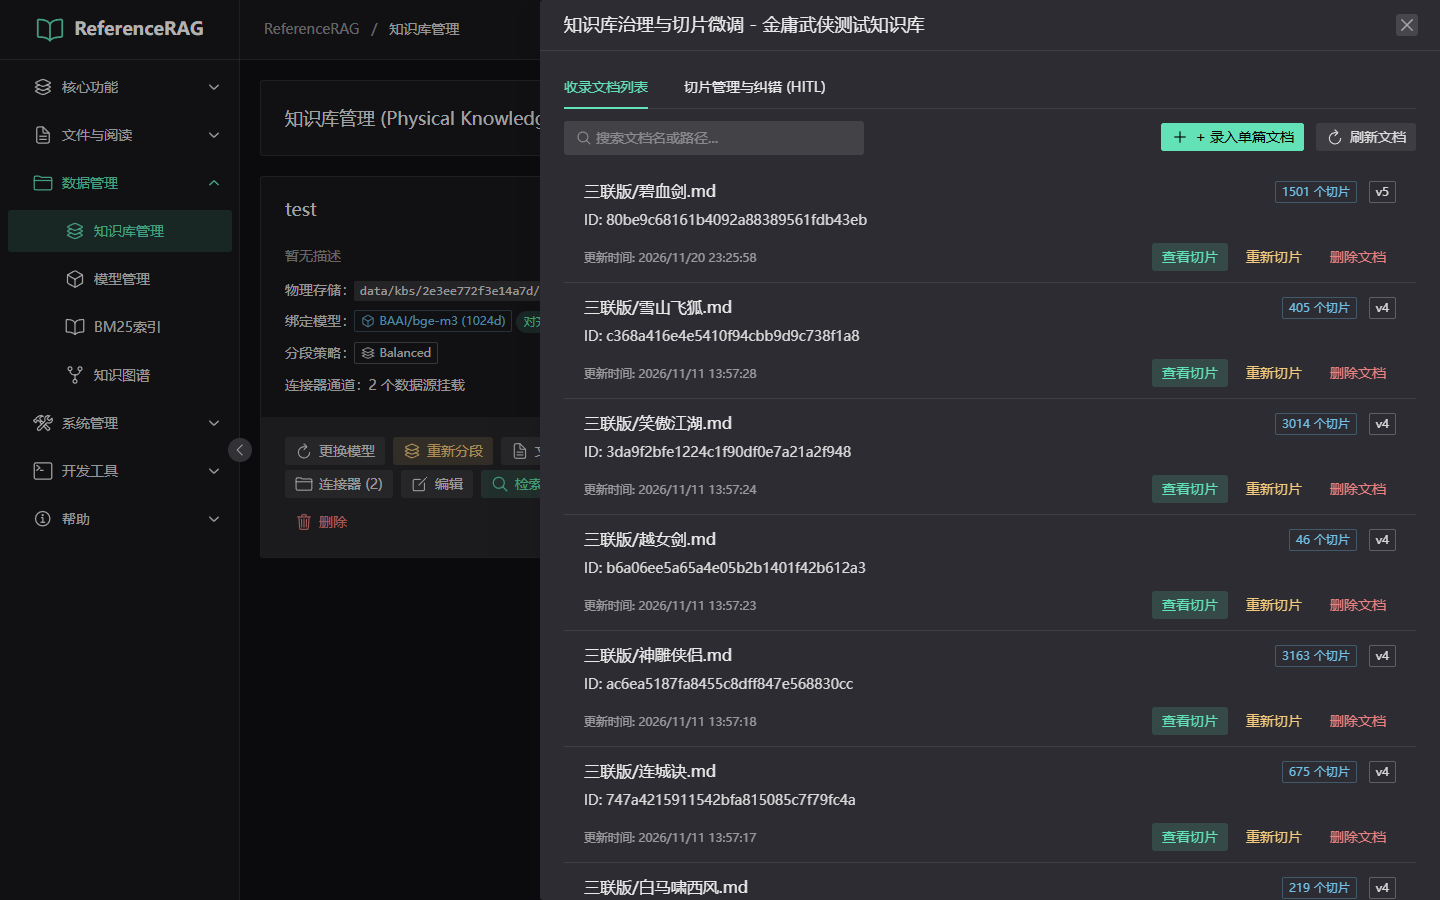 ReferenceRAG
核心功能
文件与阅读
数据管理
知识库管理
模型管理
BM25索引
知识图谱
系统管理
开发工具
帮助
ReferenceRAG / 知识库管理
知识库管理 (Physical Knowledg
test
暂无描述
物理存储: data/kbs/2e3ee772f3e14a7d/
绑定模型: BAAI/bge-m3 (1024d)
分段策略: Balanced
连接器通道: 2 个数据源挂载
更换模型 重新分段
连接器 (2) 编辑 检索
删除
知识库治理与切片微调 - 金庸武侠测试知识库
收录文档列表 切片管理与纠错 (HITL)
搜索文档名或路径...
+ 录入单篇文档 刷新文档
三联版/碧血剑.md 1501 个切片 v5
ID: 80be9c68161b4092a88389561fdb43eb
更新时间: 2026/11/20 23:25:58 查看切片 重新切片 删除文档
三联版/雪山飞狐.md 405 个切片 v4
ID: c368a416e4e5410f94cbb9d9c738f1a8
更新时间: 2026/11/11 13:57:28 查看切片 重新切片 删除文档
三联版/笑傲江湖.md 3014 个切片 v4
ID: 3da9f2bfe1224c1f90df0e7a21a2f948
更新时间: 2026/11/11 13:57:24 查看切片 重新切片 删除文档
三联版/越女剑.md 46 个切片 v4
ID: b6a06ee5a65a4e05b2b1401f42b612a3
更新时间: 2026/11/11 13:57:23 查看切片 重新切片 删除文档
三联版/神雕侠侣.md 3163 个切片 v4
ID: ac6ea5187fa8455c8dff847e568830cc
更新时间: 2026/11/11 13:57:18 查看切片 重新切片 删除文档
三联版/连城诀.md 675 个切片 v4
ID: 747a4215911542bfa815085c7f79fc4a
更新时间: 2026/11/11 13:57:17 查看切片 重新切片 删除文档
三联版/白马啸西风.md 219 个切片 v4